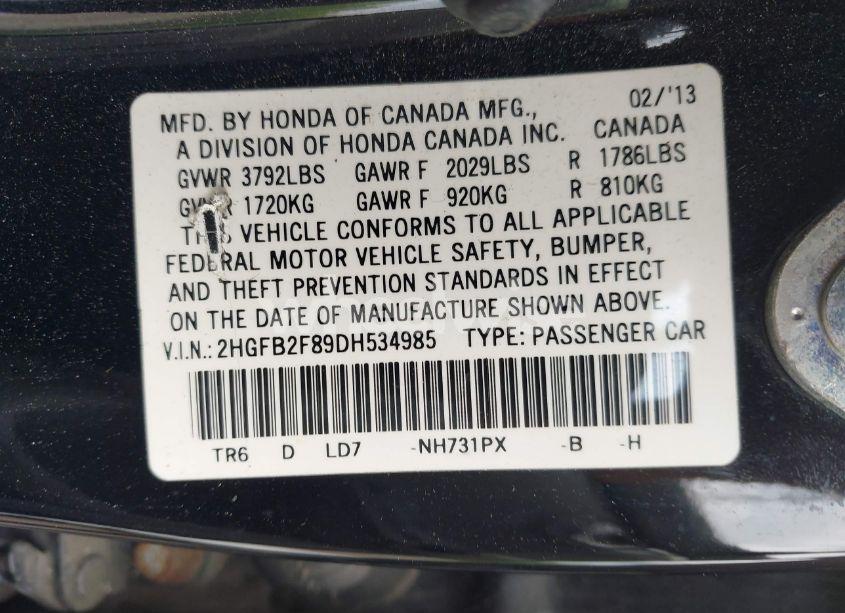 MFD. BY HONDA OF CANADA MFG., 02/'13
A DIVISION OF HONDA CANADA INC. CANADA
GVWR 3792LBS GAWR F 2029LBS R 1786LBS
GVWR 1720KG GAWR F 920KG R 810KG
THIS VEHICLE CONFORMS TO ALL APPLICABLE
FEDERAL MOTOR VEHICLE SAFETY, BUMPER,
AND THEFT PREVENTION STANDARDS IN EFFECT
ON THE DATE OF MANUFACTURE SHOWN ABOVE.
V.I.N.: 2HGFB2F89DH534985 TYPE: PASSENGER CAR
TR6 D LD7 -NH731PX -B -H